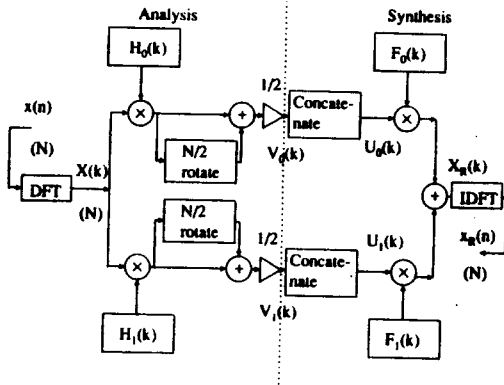 Analysis
Synthesis
H₀(k)
F₀(k)
x(n)
(N)
DFT
X(k)
(N)
×
+
1/2
N/2
rotate
Concate-
nate
V₀(k)
U₀(k)
×
X_R(k)
+
IDFT
x_R(n)
(N)
N/2
rotate
×
+
1/2
Concate-
nate
V₁(k)
U₁(k)
×
H₁(k)
F₁(k)